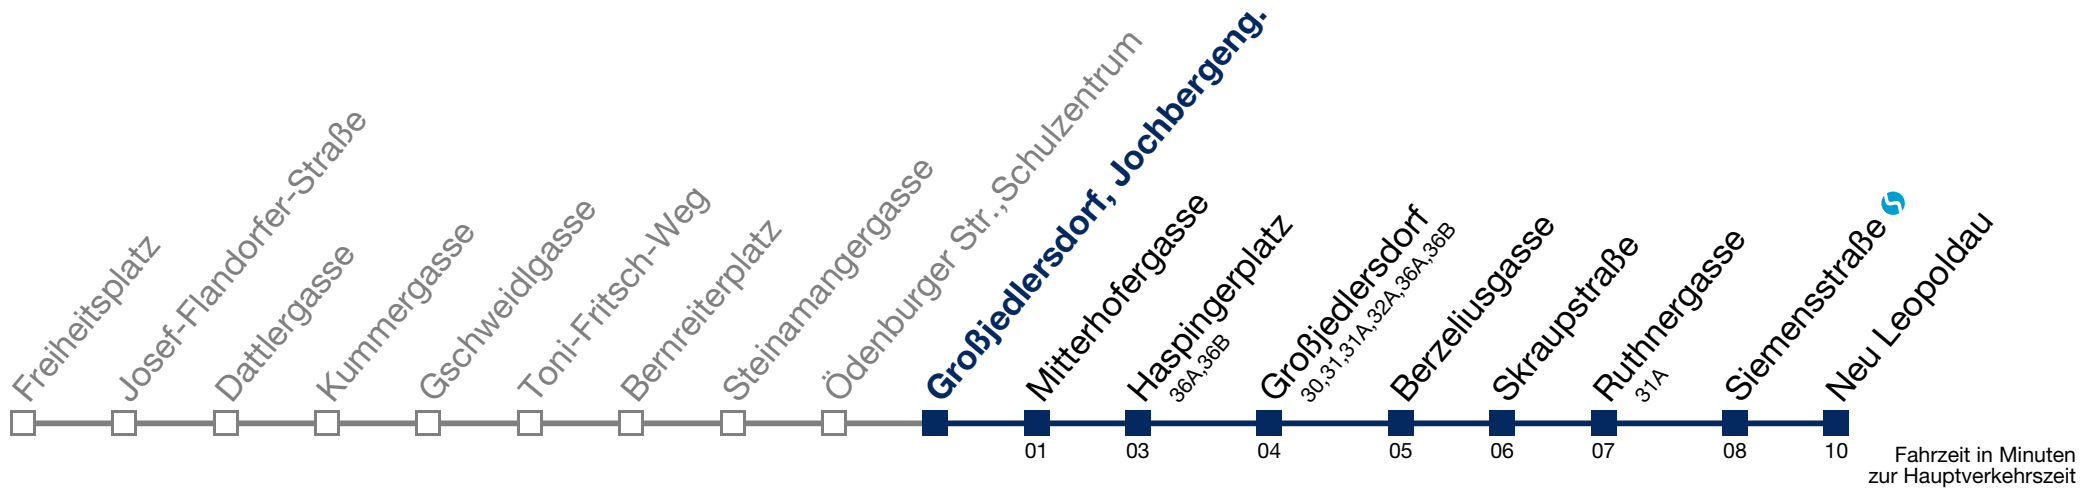 Freiheitsplatz
Josef-Flandorfer-Straße
Dattlergasse
Kummergasse
Gschweidlgasse
Toni-Fritsch-Weg
Bernreiterplatz
Steinamangergasse
Ödenburger Str.,Schulzentrum
Großjedlersdorf, Jochbergeng.
Mitterhofergasse
Haspingerplatz
36A,36B
Großjedlersdorf
30,31,31A,32A,36A,36B
Berzeliusgasse
Skraupstraße
Ruthnergasse
31A
Siemensstraße
Neu Leopoldau
01 03 04 05 06 07 08 10
Fahrzeit in Minuten
zur Hauptverkehrszeit